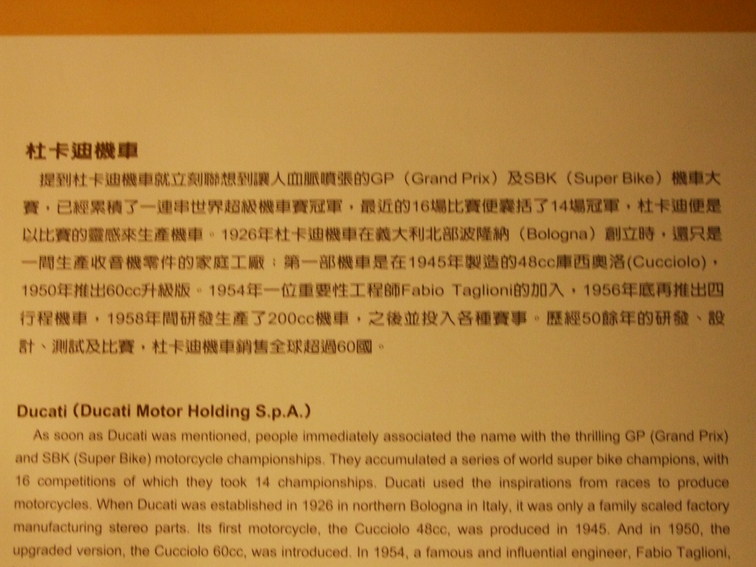 杜卡迪機車
提到杜卡迪機車就立刻聯想到讓人血脈噴張的GP（Grand Prix）及SBK（Super Bike）機車大
賽，已經累積了一連串世界超級機車賽冠軍，最近的16場比賽便囊括了14場冠軍，杜卡迪便是
以比賽的靈感來生產機車。1926年杜卡迪機車在義大利北部波隆納（Bologna）創立時，還只是
一間生產收音機零件的家庭工廠；第一部機車是在1945年製造的48cc庫西奧洛(Cucciolo)，
1950年推出60cc升級版。1954年一位重要性工程師Fabio Taglioni的加入，1956年底再推出四
行程機車，1958年間研發生產了200cc機車，之後並投入各種賽事。歷經50餘年的研發、設
計、測試及比賽，杜卡迪機車銷售全球超過60國。
Ducati（Ducati Motor Holding S.p.A.）
As soon as Ducati was mentioned, people immediately associated the name with the thrilling GP (Grand Prix)
and SBK (Super Bike) motorcycle championships. They accumulated a series of world super bike champions, with
16 competitions of which they took 14 championships. Ducati used the inspirations from races to produce
motorcycles. When Ducati was established in 1926 in northern Bologna in Italy, it was only a family scaled factory
manufacturing stereo parts. Its first motorcycle, the Cucciolo 48cc, was produced in 1945. And in 1950, the
upgraded version, the Cucciolo 60cc, was introduced. In 1954, a famous and influential engineer, Fabio Taglioni,